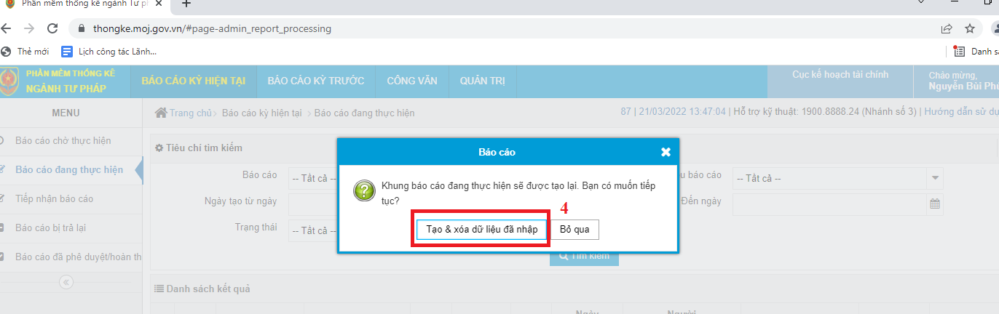 Phần mềm thống kê ngành Tư ph
thongke.moj.gov.vn/#page-admin_report_processing
Thẻ mới
Lịch công tác Lãnh...
Danh sá
PHẦN MỀM THỐNG KÊ
NGÀNH TƯ PHÁP
BÁO CÁO KỲ HIỆN TẠI
BÁO CÁO KỲ TRƯỚC
CÔNG VĂN
QUẢN TRỊ
Cục kế hoạch tài chính
Chào mừng,
Nguyễn Bùi Phú
MENU
Trang chủ › Báo cáo kỳ hiện tại › Báo cáo đang thực hiện
87 | 21/03/2022 13:47:04 | Hỗ trợ kỹ thuật: 1900.8888.24 (Nhánh số 3) | Hướng dẫn sử dụ
Báo cáo chờ thực hiện
Báo cáo đang thực hiện
Tiếp nhận báo cáo
Báo cáo bị trả lại
Báo cáo đã phê duyệt/hoàn th
Tiêu chí tìm kiếm
Báo cáo
-- Tất cả --
u báo cáo
-- Tất cả --
Ngày tạo từ ngày
Đến ngày
Trạng thái
-- Tất cả --
Báo cáo
Khung báo cáo đang thực hiện sẽ được tạo lại. Bạn có muốn tiếp
tục?
4
Tạo & xóa dữ liệu đã nhập
Bỏ qua
Tìm kiếm
Danh sách kết quả
Ngày
Người